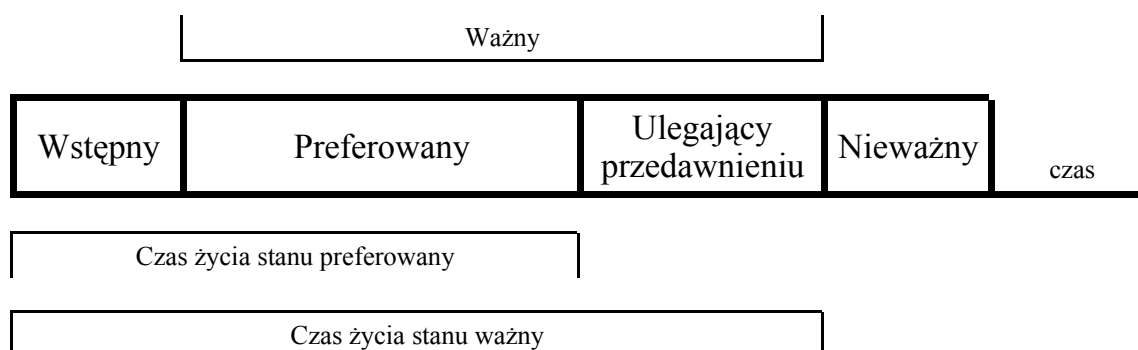 Ważny
Wstępny
Preferowany
Ulegający
przedawnieniu
Nieważny
czas
Czas życia stanu preferowany
Czas życia stanu ważny